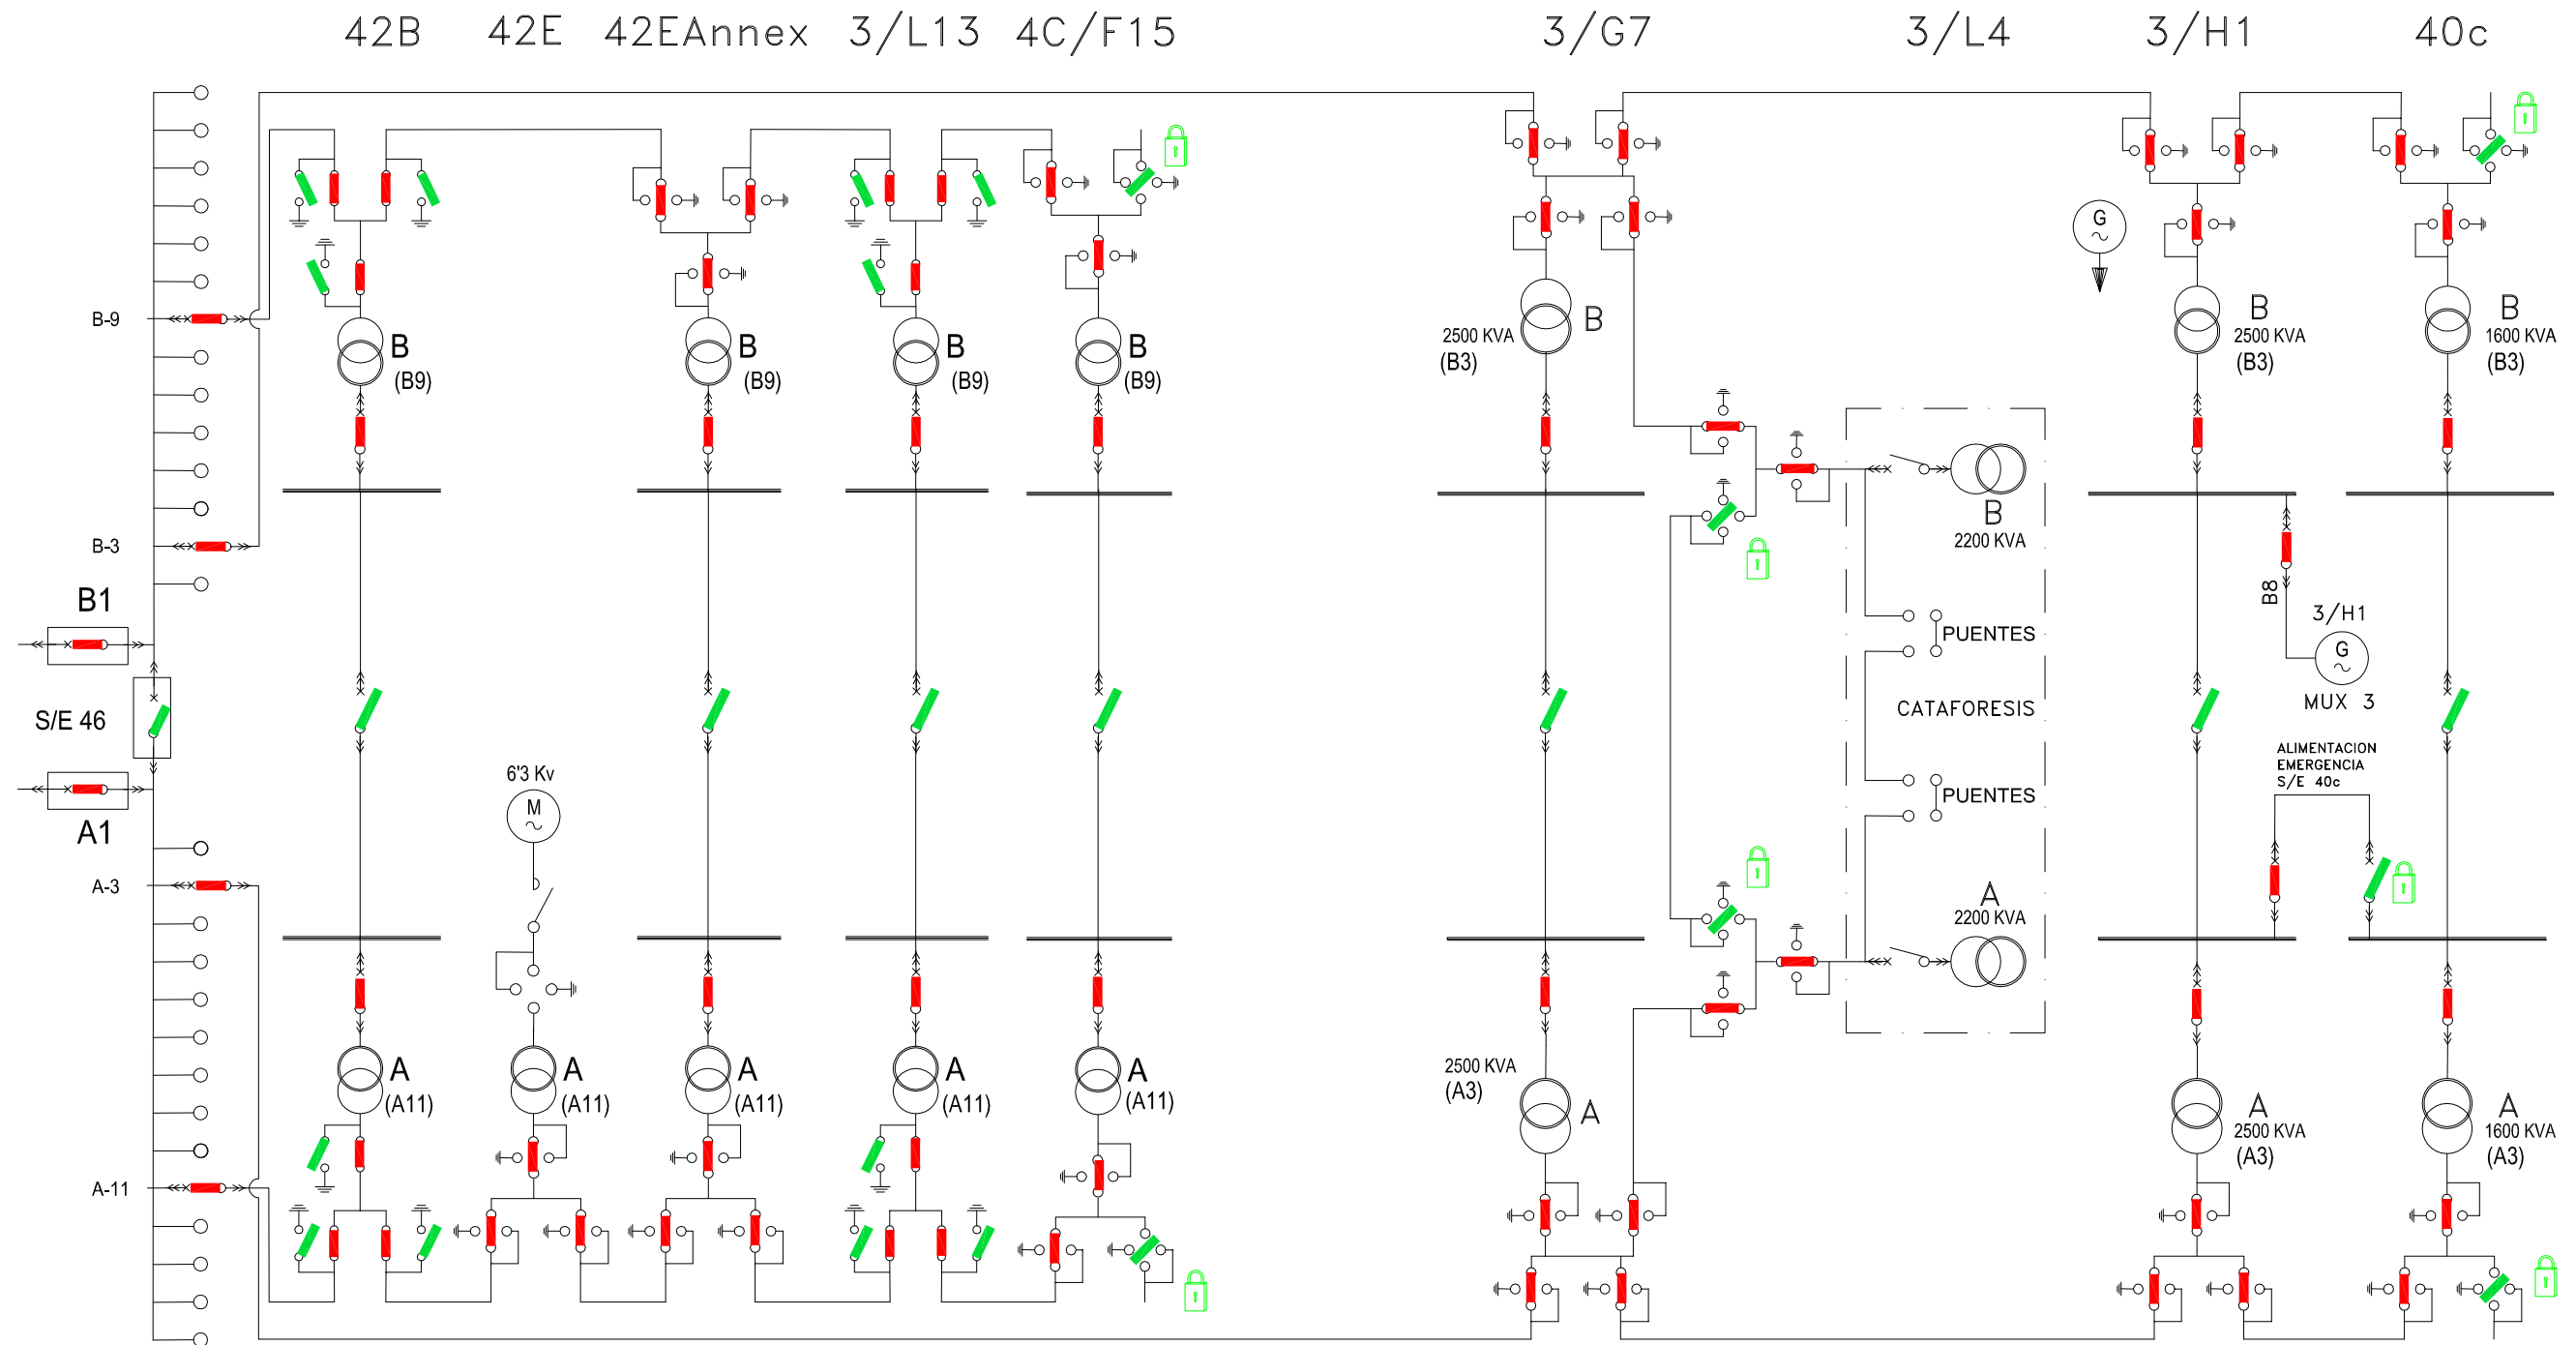 42B
42E
42EAnnex
3/L13
4C/F15
3/G7
3/L4
3/H1
40c
G
B-9
B
(B9)
B
(B9)
B
(B9)
B
(B9)
2500 KVA
(B3)
B
B
2500 KVA
(B3)
B
1600 KVA
(B3)
B-3
B
2200 KVA
B1
B8
3/H1
G
MUX 3
PUENTES
S/E 46
CATAFORESIS
6'3 Kv
M
ALIMENTACION
EMERGENCIA
S/E 40c
PUENTES
A1
A-3
A
2200 KVA
A
(A11)
A
(A11)
A
(A11)
A
(A11)
A
(A11)
2500 KVA
(A3)
A
A
2500 KVA
(A3)
A
1600 KVA
(A3)
A-11